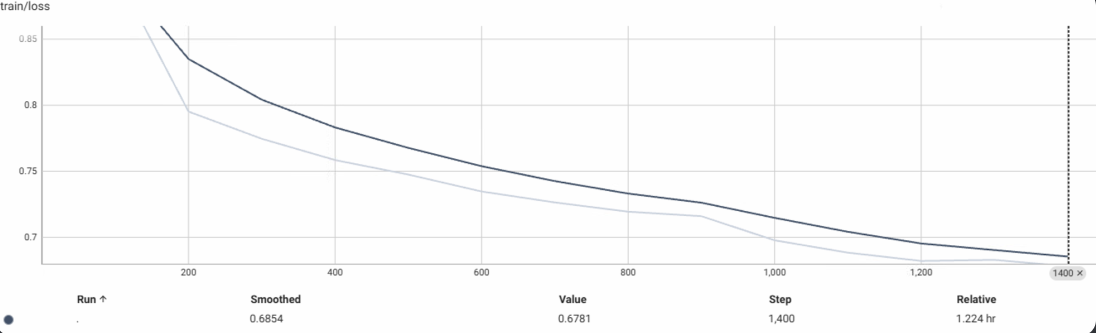 train/loss
0.85
0.8
0.75
0.7
200 400 600 800 1,000 1,200 1400 ×
Run ↑ Smoothed Value Step Relative
. 0.6854 0.6781 1,400 1.224 hr